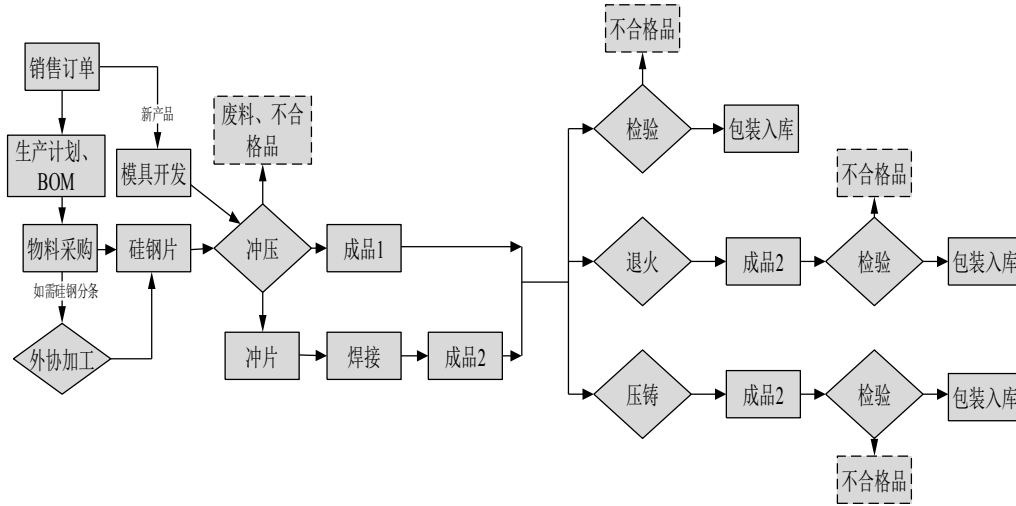 销售订单
新产品
生产计划、
BOM
模具开发
物料采购
硅钢片
如需硅钢分条
外协加工
废料、不合
格品
冲压
成品1
冲片
焊接
成品2
不合格品
检验
包装入库
退火
成品2
不合格品
检验
包装入库
压铸
成品2
检验
包装入库
不合格品